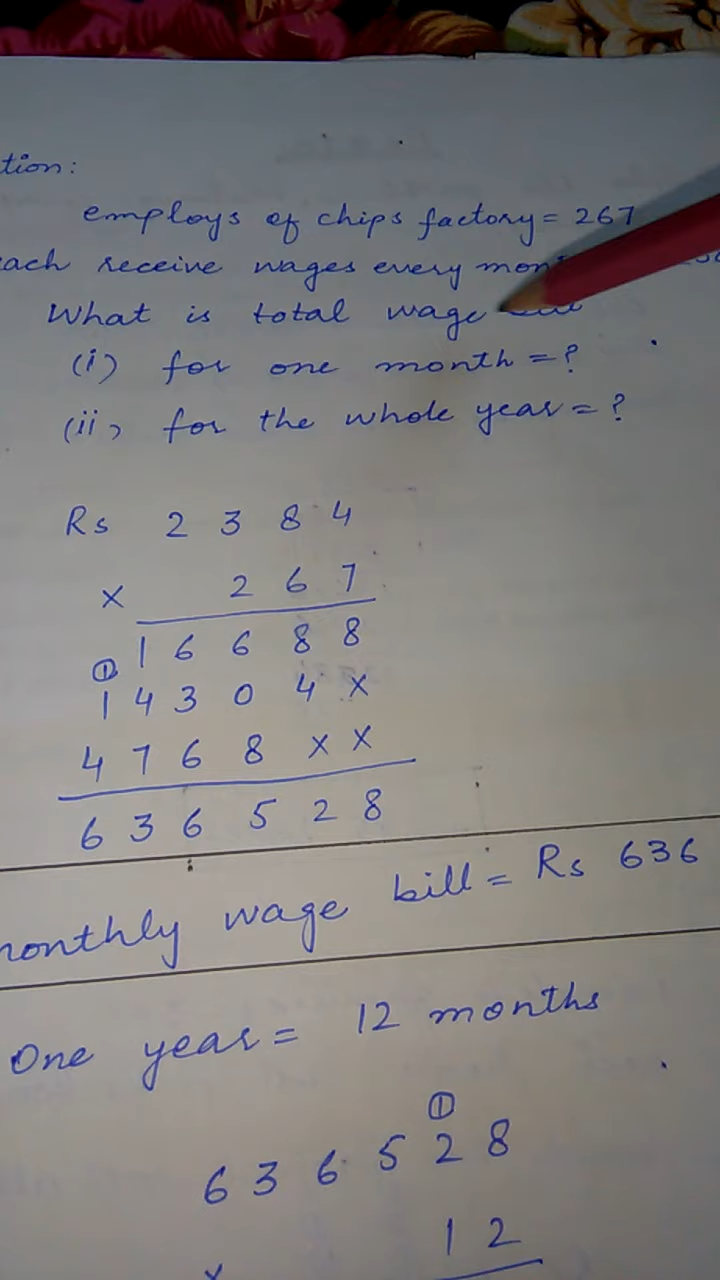 tion:
employs of chips factory = 267
each receive wages every
What is total wage
(i) for one month = ?
(ii) for the whole year = ?
Rs 2 3 8 4
× 2 6 7
1 6 6 8 8
① 1 4 3 0 4 ×
4 7 6 8 × ×
6 3 6 5 2 8
monthly wage bill = Rs 636
One year = 12 months
①
6 3 6 5 2 8
× 1 2